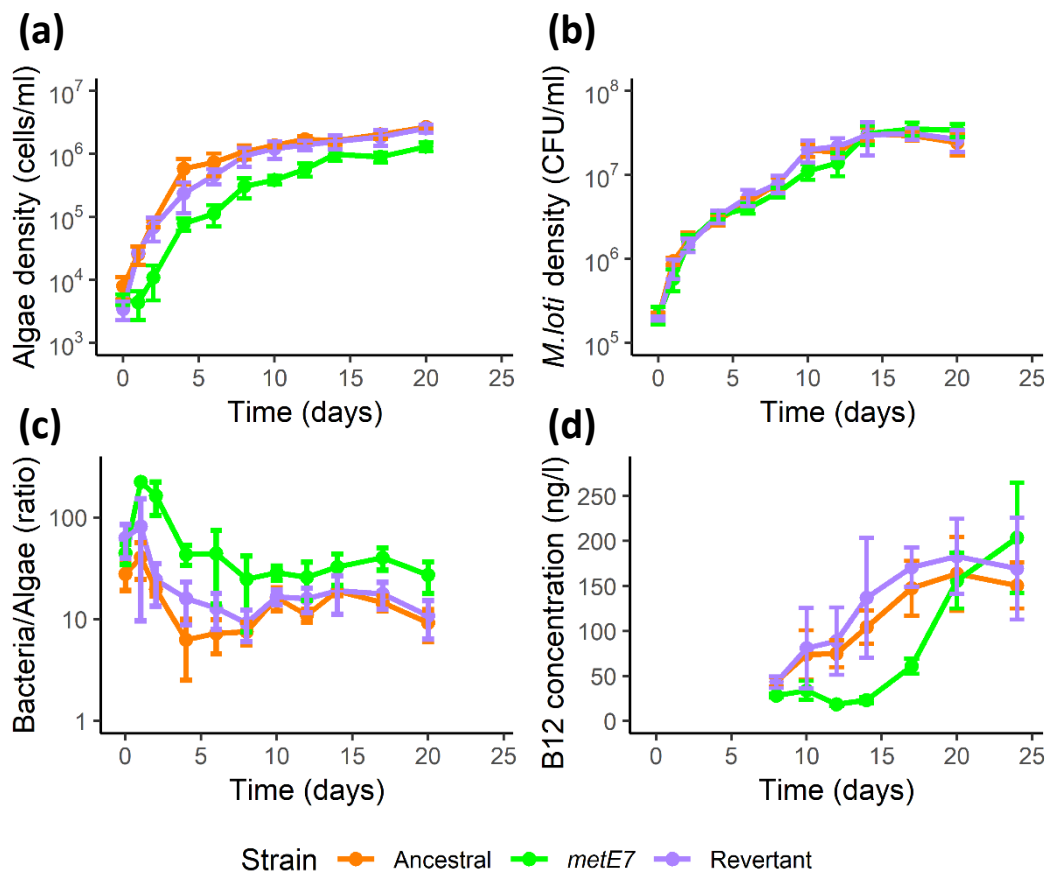 (a)
Algae density (cells/ml)
10⁷
10⁶
10⁵
10⁴
10³
0 5 10 15 20 25
Time (days)
(b)
M.loti density (CFU/ml)
10⁸
10⁷
10⁶
10⁵
0 5 10 15 20 25
Time (days)
(c)
Bacteria/Algae (ratio)
100
10
1
0 5 10 15 20 25
Time (days)
(d)
B12 concentration (ng/l)
250
200
150
100
50
0
0 5 10 15 20 25
Time (days)
Strain Ancestral metE7 Revertant